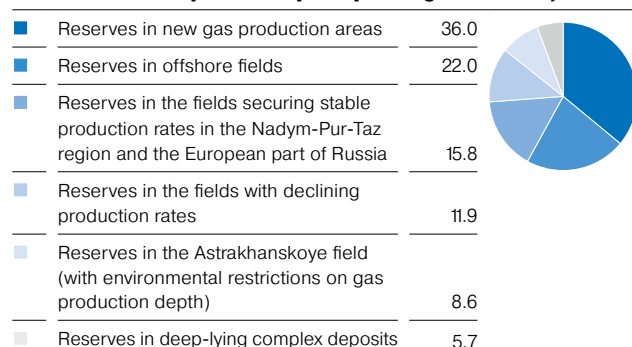 Reserves in new gas production areas 36.0
Reserves in offshore fields 22.0
Reserves in the fields securing stable
production rates in the Nadym-Pur-Taz
region and the European part of Russia 15.8
Reserves in the fields with declining
production rates 11.9
Reserves in the Astrakhanskoye field
(with environmental restrictions on gas
production depth) 8.6
Reserves in deep-lying complex deposits 5.7